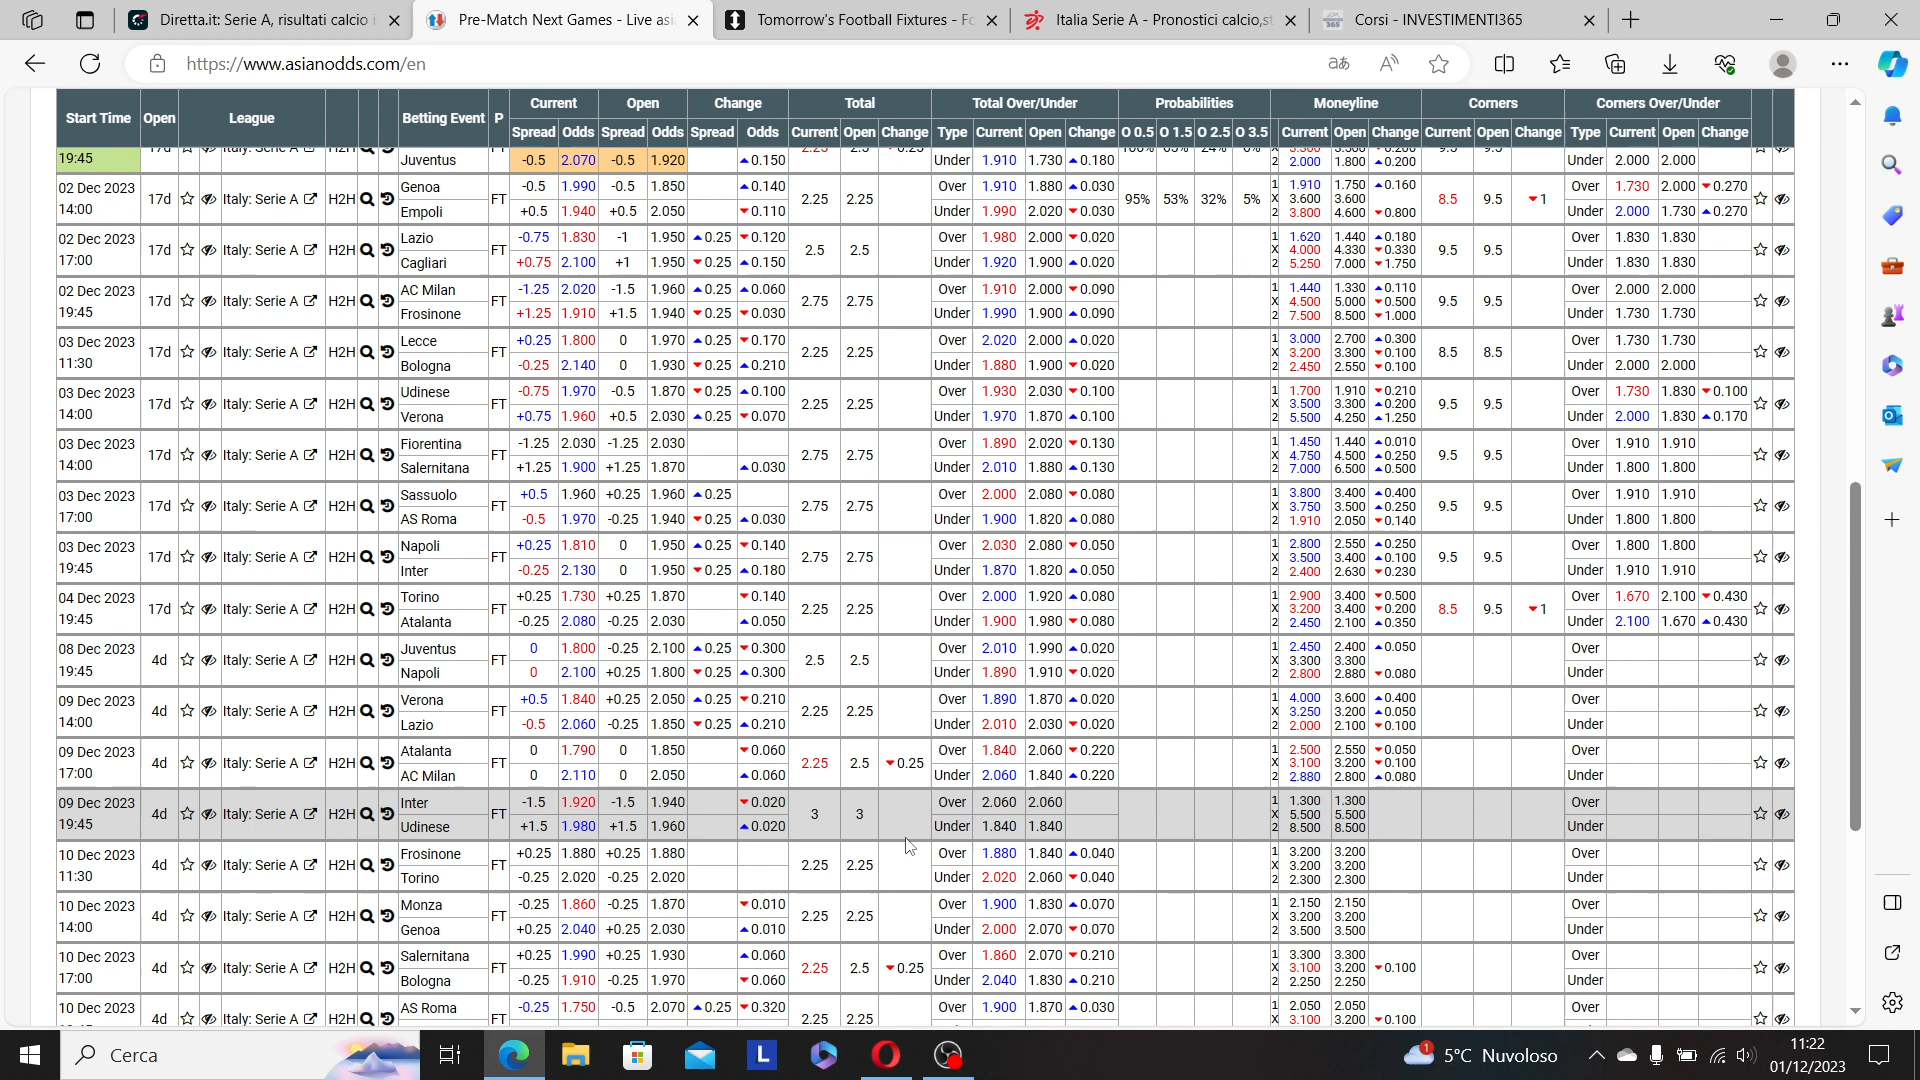 Diretta.it: Serie A, risultati calcio i
Pre-Match Next Games - Live asi
Tomorrow's Football Fixtures - Fo
Italia Serie A - Pronostici calcio,st
Corsi - INVESTIMENTI365
https://www.asianodds.com/en
Start Time Open League Betting Event P Current Open Change Total Total Over/Under Probabilities Moneyline Corners Corners Over/Under
Spread Odds Spread Odds Spread Odds Current Open Change Type Current Open Change O 0.5 O 1.5 O 2.5 O 3.5 Current Open Change Current Open Change Type Current Open Change
19:45 Juventus -0.5 2.070 -0.5 1.920 0.150 Under 1.910 1.730 0.180 2 2.000 1.800 0.200 Under 2.000 2.000
02 Dec 2023 14:00 17d Italy: Serie A H2H FT 2.25 2.25 95% 53% 32% 5% 8.5 9.5 1
Genoa -0.5 1.990 -0.5 1.850 0.140 Over 1.910 1.880 0.030 Over 1.730 2.000 0.270
Empoli +0.5 1.940 +0.5 2.050 0.110 Under 1.990 2.020 0.030 Under 2.000 1.730 0.270
1 1.910 1.750 0.160
X 3.600 3.600
2 3.800 4.600 0.800
02 Dec 2023 17:00 17d Italy: Serie A H2H FT 2.5 2.5 9.5 9.5
Lazio -0.75 1.830 -1 1.950 0.25 0.120 Over 1.980 2.000 0.020 Over 1.830 1.830
Cagliari +0.75 2.100 +1 1.950 0.25 0.150 Under 1.920 1.900 0.020 Under 1.830 1.830
1 1.620 1.440 0.180
X 4.000 4.330 0.330
2 5.250 7.000 1.750
02 Dec 2023 19:45 17d Italy: Serie A H2H FT 2.75 2.75 9.5 9.5
AC Milan -1.25 2.020 -1.5 1.960 0.25 0.060 Over 1.910 2.000 0.090 Over 2.000 2.000
Frosinone +1.25 1.910 +1.5 1.940 0.25 0.030 Under 1.990 1.900 0.090 Under 1.730 1.730
1 1.440 1.330 0.110
X 4.500 5.000 0.500
2 7.500 8.500 1.000
03 Dec 2023 11:30 17d Italy: Serie A H2H FT 2.25 2.25 8.5 8.5
Lecce +0.25 1.800 0 1.970 0.25 0.170 Over 2.020 2.000 0.020 Over 1.730 1.730
Bologna -0.25 2.140 0 1.930 0.25 0.210 Under 1.880 1.900 0.020 Under 2.000 2.000
1 3.000 2.700 0.300
X 3.200 3.300 0.100
2 2.450 2.550 0.100
03 Dec 2023 14:00 17d Italy: Serie A H2H FT 2.25 2.25 9.5 9.5
Udinese -0.75 1.970 -0.5 1.870 0.25 0.100 Over 1.930 2.030 0.100 Over 1.730 1.830 0.100
Verona +0.75 1.960 +0.5 2.030 0.25 0.070 Under 1.970 1.870 0.100 Under 2.000 1.830 0.170
1 1.700 1.910 0.210
X 3.500 3.300 0.200
2 5.500 4.250 1.250
03 Dec 2023 14:00 17d Italy: Serie A H2H FT 2.75 2.75 9.5 9.5
Fiorentina -1.25 2.030 -1.25 2.030 Over 1.890 2.020 0.130 Over 1.910 1.910
Salernitana +1.25 1.900 +1.25 1.870 0.030 Under 2.010 1.880 0.130 Under 1.800 1.800
1 1.450 1.440 0.010
X 4.750 4.500 0.250
2 7.000 6.500 0.500
03 Dec 2023 17:00 17d Italy: Serie A H2H FT 2.75 2.75 9.5 9.5
Sassuolo +0.5 1.960 +0.25 1.960 0.25 Over 2.000 2.080 0.080 Over 1.910 1.910
AS Roma -0.5 1.970 -0.25 1.940 0.25 0.030 Under 1.900 1.820 0.080 Under 1.800 1.800
1 3.800 3.400 0.400
X 3.750 3.500 0.250
2 1.910 2.050 0.140
03 Dec 2023 19:45 17d Italy: Serie A H2H FT 2.75 2.75 9.5 9.5
Napoli +0.25 1.810 0 1.950 0.25 0.140 Over 2.030 2.080 0.050 Over 1.800 1.800
Inter -0.25 2.130 0 1.950 0.25 0.180 Under 1.870 1.820 0.050 Under 1.910 1.910
1 2.800 2.550 0.250
X 3.500 3.400 0.100
2 2.400 2.630 0.230
04 Dec 2023 19:45 17d Italy: Serie A H2H FT 2.25 2.25 8.5 9.5 1
Torino +0.25 1.730 +0.25 1.870 0.140 Over 2.000 1.920 0.080 Over 1.670 2.100 0.430
Atalanta -0.25 2.080 -0.25 2.030 0.050 Under 1.900 1.980 0.080 Under 2.100 1.670 0.430
1 2.900 3.400 0.500
X 3.200 3.400 0.200
2 2.450 2.100 0.350
08 Dec 2023 19:45 4d Italy: Serie A H2H FT 2.5 2.5
Juventus 0 1.800 -0.25 2.100 0.25 0.300 Over 2.010 1.990 0.020 Over
Napoli 0 2.100 +0.25 1.800 0.25 0.300 Under 1.890 1.910 0.020 Under
1 2.450 2.400 0.050
X 3.300 3.300
2 2.800 2.880 0.080
09 Dec 2023 14:00 4d Italy: Serie A H2H FT 2.25 2.25
Verona +0.5 1.840 +0.25 2.050 0.25 0.210 Over 1.890 1.870 0.020 Over
Lazio -0.5 2.060 -0.25 1.850 0.25 0.210 Under 2.010 2.030 0.020 Under
1 4.000 3.600 0.400
X 3.250 3.200 0.050
2 2.000 2.100 0.100
09 Dec 2023 17:00 4d Italy: Serie A H2H FT 2.25 2.5 0.25
Atalanta 0 1.790 0 1.850 0.060 Over 1.840 2.060 0.220 Over
AC Milan 0 2.110 0 2.050 0.060 Under 2.060 1.840 0.220 Under
1 2.500 2.550 0.050
X 3.100 3.200 0.100
2 2.880 2.800 0.080
09 Dec 2023 19:45 4d Italy: Serie A H2H FT 3 3
Inter -1.5 1.920 -1.5 1.940 0.020 Over 2.060 2.060 Over
Udinese +1.5 1.980 +1.5 1.960 0.020 Under 1.840 1.840 Under
1 1.300 1.300
X 5.500 5.500
2 8.500 8.500
10 Dec 2023 11:30 4d Italy: Serie A H2H FT 2.25 2.25
Frosinone +0.25 1.880 +0.25 1.880 Over 1.880 1.840 0.040 Over
Torino -0.25 2.020 -0.25 2.020 Under 2.020 2.060 0.040 Under
1 3.200 3.200
X 3.200 3.200
2 2.300 2.300
10 Dec 2023 14:00 4d Italy: Serie A H2H FT 2.25 2.25
Monza -0.25 1.860 -0.25 1.870 0.010 Over 1.900 1.830 0.070 Over
Genoa +0.25 2.040 +0.25 2.030 0.010 Under 2.000 2.070 0.070 Under
1 2.150 2.150
X 3.200 3.200
2 3.500 3.500
10 Dec 2023 17:00 4d Italy: Serie A H2H FT 2.25 2.5 0.25
Salernitana +0.25 1.990 +0.25 1.930 0.060 Over 1.860 2.070 0.210 Over
Bologna -0.25 1.910 -0.25 1.970 0.060 Under 2.040 1.830 0.210 Under
1 3.300 3.300
X 3.100 3.200 0.100
2 2.250 2.250
10 Dec 2023 4d Italy: Serie A H2H FT 2.25 2.25
AS Roma -0.25 1.750 -0.5 2.070 0.25 0.320 Over 1.900 1.870 0.030 Over
1 2.050 2.050
X 3.100 3.200 0.100
Cerca
5°C Nuvoloso
11:22
01/12/2023